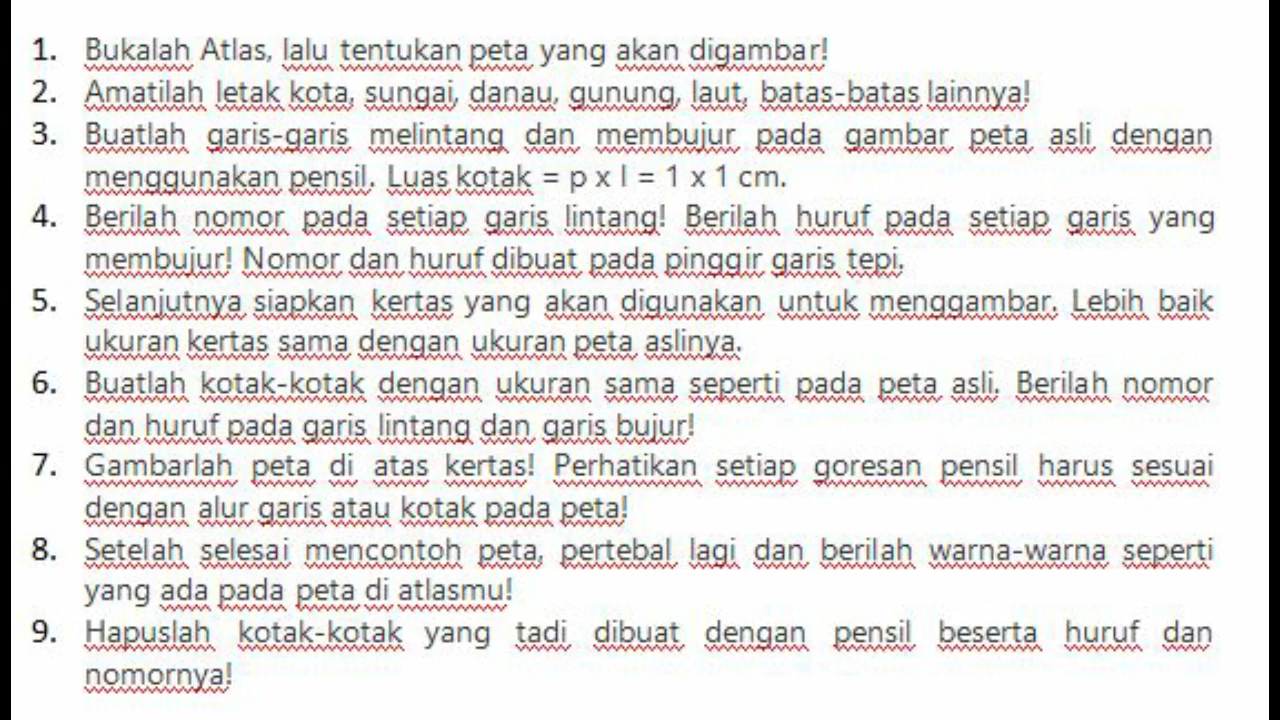 1. Bukalah Atlas, lalu tentukan peta yang akan digambar!
2. Amatilah letak kota, sungai, danau, gunung, laut, batas-batas lainnya!
3. Buatlah garis-garis melintang dan membujur pada gambar peta asli dengan
menggunakan pensil. Luas kotak = p x l = 1 x 1 cm.
4. Berilah nomor pada setiap garis lintang! Berilah huruf pada setiap garis yang
membujur! Nomor dan huruf dibuat pada pinggir garis tepi.
5. Selanjutnya siapkan kertas yang akan digunakan untuk menggambar. Lebih baik
ukuran kertas sama dengan ukuran peta aslinya.
6. Buatlah kotak-kotak dengan ukuran sama seperti pada peta asli. Berilah nomor
dan huruf pada garis lintang dan garis bujur!
7. Gambarlah peta di atas kertas! Perhatikan setiap goresan pensil harus sesuai
dengan alur garis atau kotak pada peta!
8. Setelah selesai mencontoh peta, pertebal lagi dan berilah warna-warna seperti
yang ada pada peta di atlasmu!
9. Hapuslah kotak-kotak yang tadi dibuat dengan pensil beserta huruf dan
nomornya!